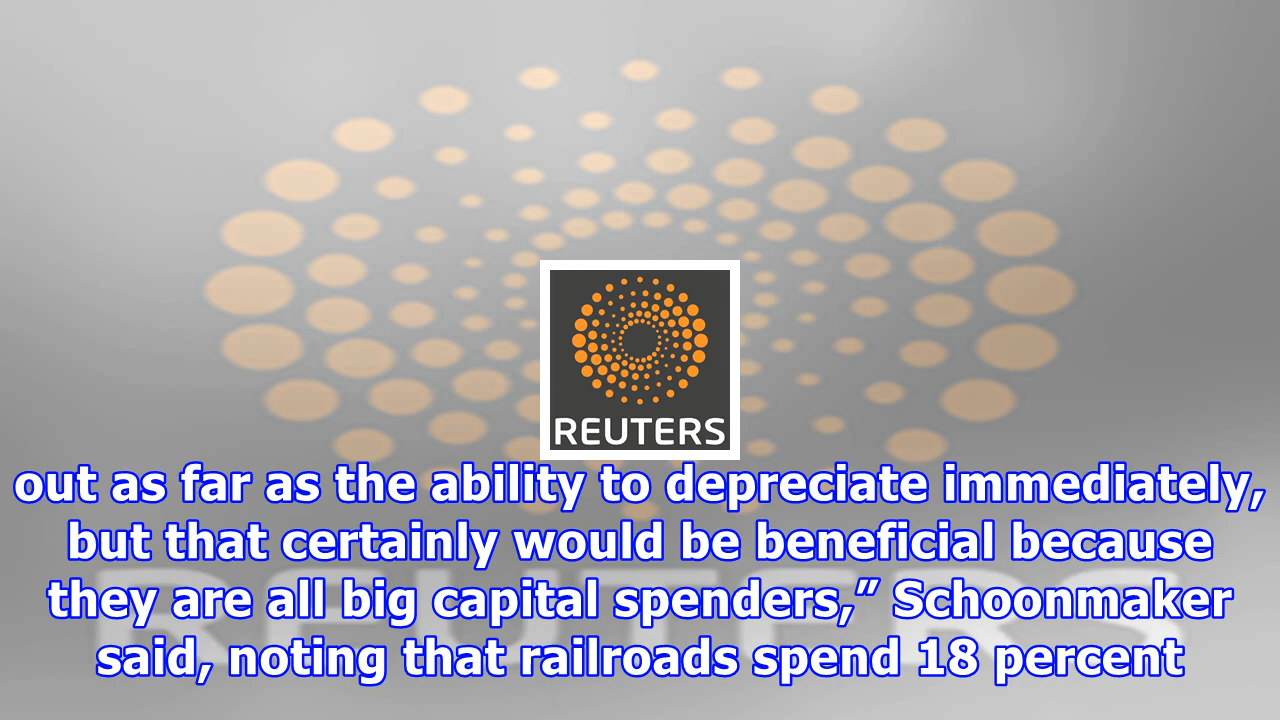 REUTERS
out as far as the ability to depreciate immediately,
but that certainly would be beneficial because
they are all big capital spenders,” Schoonmaker
said, noting that railroads spend 18 percent
REUTERS